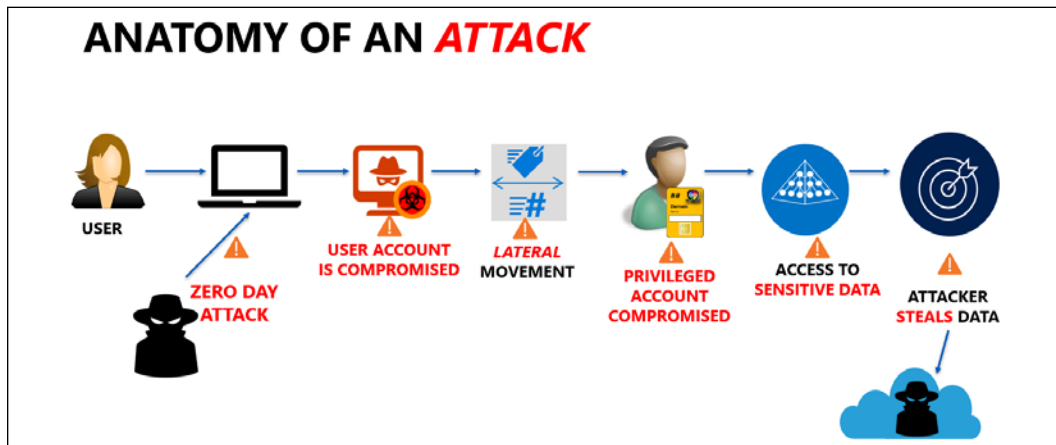 ANATOMY OF AN ATTACK
USER
ZERO DAY
ATTACK
USER ACCOUNT
IS COMPROMISED
#
LATERAL
MOVEMENT
##
Domain
PRIVILEGED
ACCOUNT
COMPROMISED
ACCESS TO
SENSITIVE DATA
ATTACKER
STEALS DATA